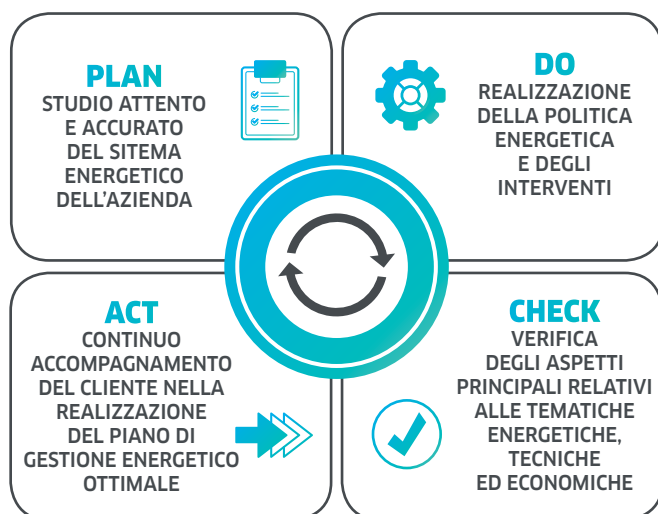 PLAN
STUDIO ATTENTO
E ACCURATO
DEL SITEMA
ENERGETICO
DELL'AZIENDA
DO
REALIZZAZIONE
DELLA POLITICA
ENERGETICA
E DEGLI
INTERVENTI
ACT
CONTINUO
ACCOMPAGNAMENTO
DEL CLIENTE NELLA
REALIZZAZIONE
DEL PIANO DI
GESTIONE ENERGETICO
OTTIMALE
CHECK
VERIFICA
DEGLI ASPETTI
PRINCIPALI RELATIVI
ALLE TEMATICHE
ENERGETICHE,
TECNICHE
ED ECONOMICHE